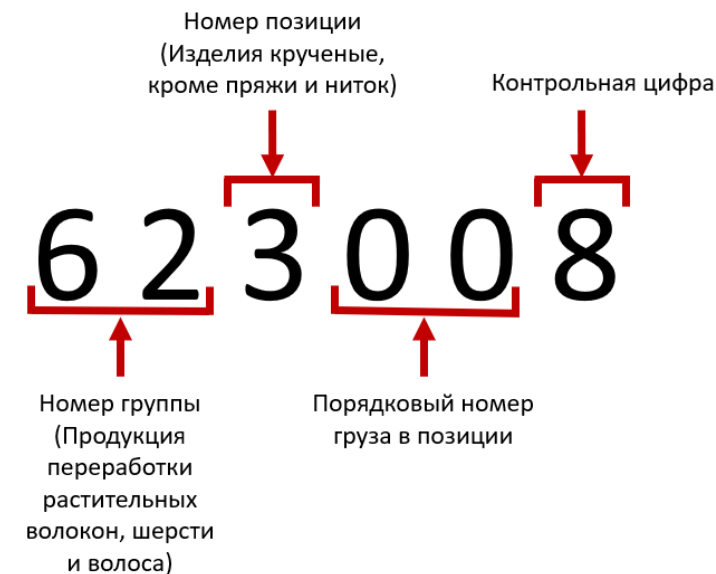 Номер позиции
(Изделия крученые,
кроме пряжи и ниток)
Контрольная цифра
6 2 3 0 0 8
Номер группы
(Продукция
переработки
растительных
волокон, шерсти
и волоса)
Порядковый номер
груза в позиции